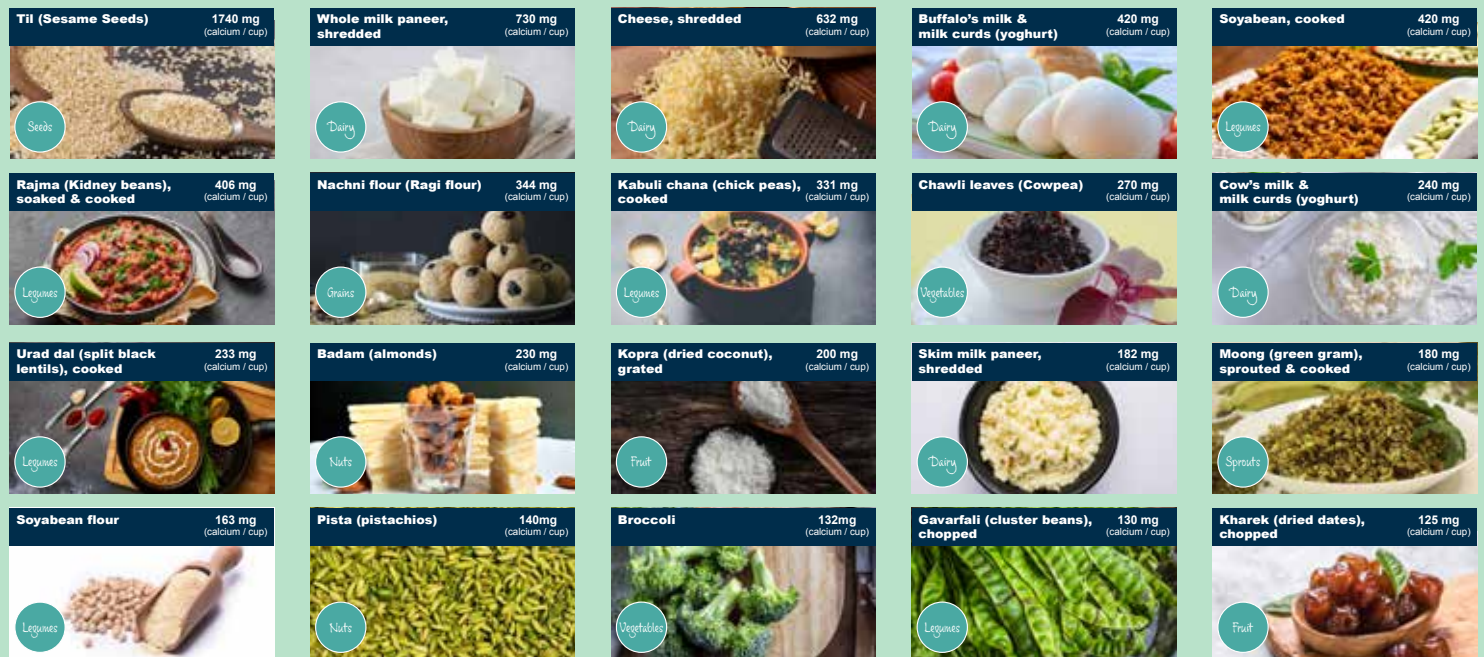 Til (Sesame Seeds) 1740 mg
(calcium / cup)
Seeds
Whole milk paneer, 730 mg
shredded (calcium / cup)
Dairy
Cheese, shredded 632 mg
(calcium / cup)
Dairy
Buffalo's milk & 420 mg
milk curds (yoghurt) (calcium / cup)
Dairy
Soyabean, cooked 420 mg
(calcium / cup)
Legumes
Rajma (Kidney beans), 406 mg
soaked & cooked (calcium / cup)
Legumes
Nachni flour (Ragi flour) 344 mg
(calcium / cup)
Grains
Kabuli chana (chick peas), 331 mg
cooked (calcium / cup)
Legumes
Chawli leaves (Cowpea) 270 mg
(calcium / cup)
Vegetables
Cow's milk & 240 mg
milk curds (yoghurt) (calcium / cup)
Dairy
Urad dal (split black 233 mg
lentils), cooked (calcium / cup)
Legumes
Badam (almonds) 230 mg
(calcium / cup)
Nuts
Kopra (dried coconut), 200 mg
grated (calcium / cup)
Fruit
Skim milk paneer, 182 mg
shredded (calcium / cup)
Dairy
Moong (green gram), 180 mg
sprouted & cooked (calcium / cup)
Sprouts
Soyabean flour 163 mg
(calcium / cup)
Legumes
Pista (pistachios) 140mg
(calcium / cup)
Nuts
Broccoli 132mg
(calcium / cup)
Vegetables
Gavarfali (cluster beans), 130 mg
chopped (calcium / cup)
Legumes
Kharek (dried dates), 125 mg
chopped (calcium / cup)
Fruit